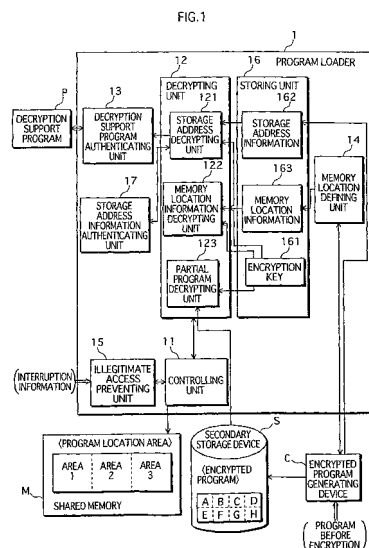 FIG.1
1
PROGRAM LOADER
P
DECRYPTION
SUPPORT
PROGRAM
13
DECRYPTION
SUPPORT
PROGRAM
AUTHENTICATING
UNIT
17
STORAGE
ADDRESS
INFORMATION
AUTHENTICATING
UNIT
12
DECRYPTING
UNIT
121
STORAGE
ADDRESS
DECRYPTING
UNIT
122
MEMORY
LOCATION
INFORMATION
DECRYPTING
UNIT
123
PARTIAL
PROGRAM
DECRYPTING
UNIT
16
STORING UNIT
162
STORAGE
ADDRESS
INFORMATION
163
MEMORY
LOCATION
INFORMATION
161
ENCRYPTION
KEY
14
MEMORY
LOCATION
DEFINING
UNIT
(INTERRUPTION
INFORMATION)
15
ILLEGITIMATE
ACCESS
PREVENTING
UNIT
11
CONTROLLING
UNIT
M
(PROGRAM LOCATION AREA)
AREA
1
AREA
2
AREA
3
SHARED MEMORY
S
SECONDARY
STORAGE DEVICE
(ENCRYPTED
PROGRAM)
A B C D
E F G H
C
ENCRYPTED
PROGRAM
GENERATING
DEVICE
(PROGRAM
BEFORE
ENCRYPTION)